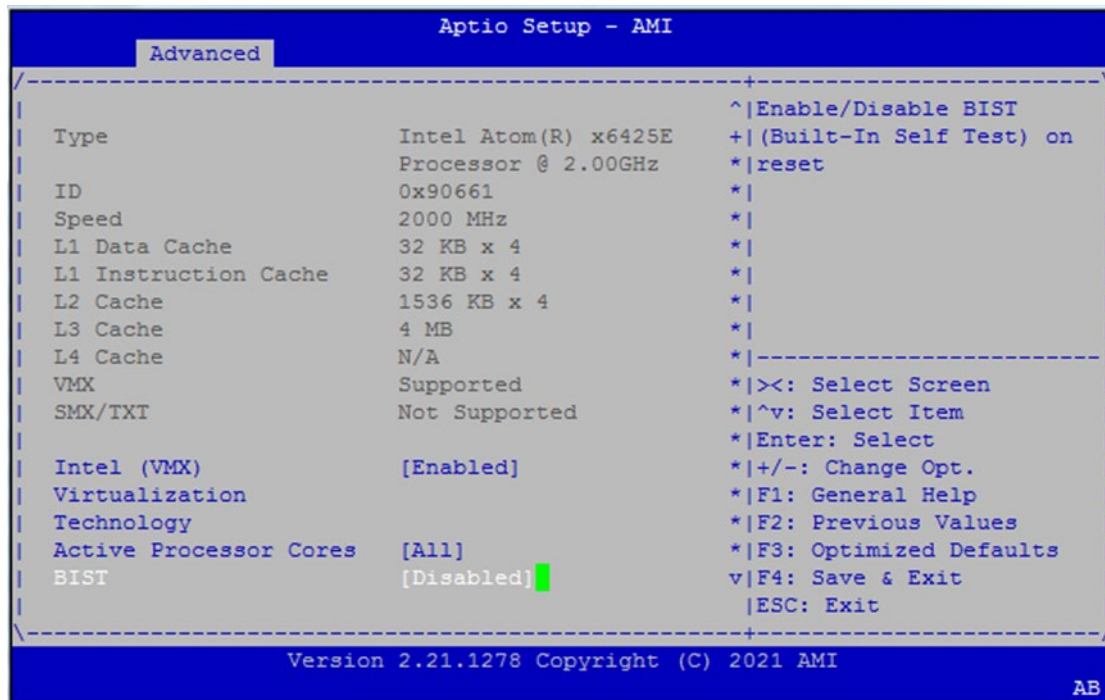 Aptio Setup - AMI
Advanced
/----------------------------------------------------+-------------------------\
| ^|Enable/Disable BIST
| Type Intel Atom(R) x6425E +|(Built-In Self Test) on
| Processor @ 2.00GHz *|reset
| ID 0x90661 *|
| Speed 2000 MHz *|
| L1 Data Cache 32 KB x 4 *|
| L1 Instruction Cache 32 KB x 4 *|
| L2 Cache 1536 KB x 4 *|
| L3 Cache 4 MB *|
| L4 Cache N/A *|-------------------------
| VMX Supported *|><: Select Screen
| SMX/TXT Not Supported *|^v: Select Item
| *|Enter: Select
| Intel (VMX) [Enabled] *|+/-: Change Opt.
| Virtualization *|F1: General Help
| Technology *|F2: Previous Values
| Active Processor Cores [All] *|F3: Optimized Defaults
| BIST [Disabled] v|F4: Save & Exit
| |ESC: Exit
\----------------------------------------------------+-------------------------/
Version 2.21.1278 Copyright (C) 2021 AMI
AB